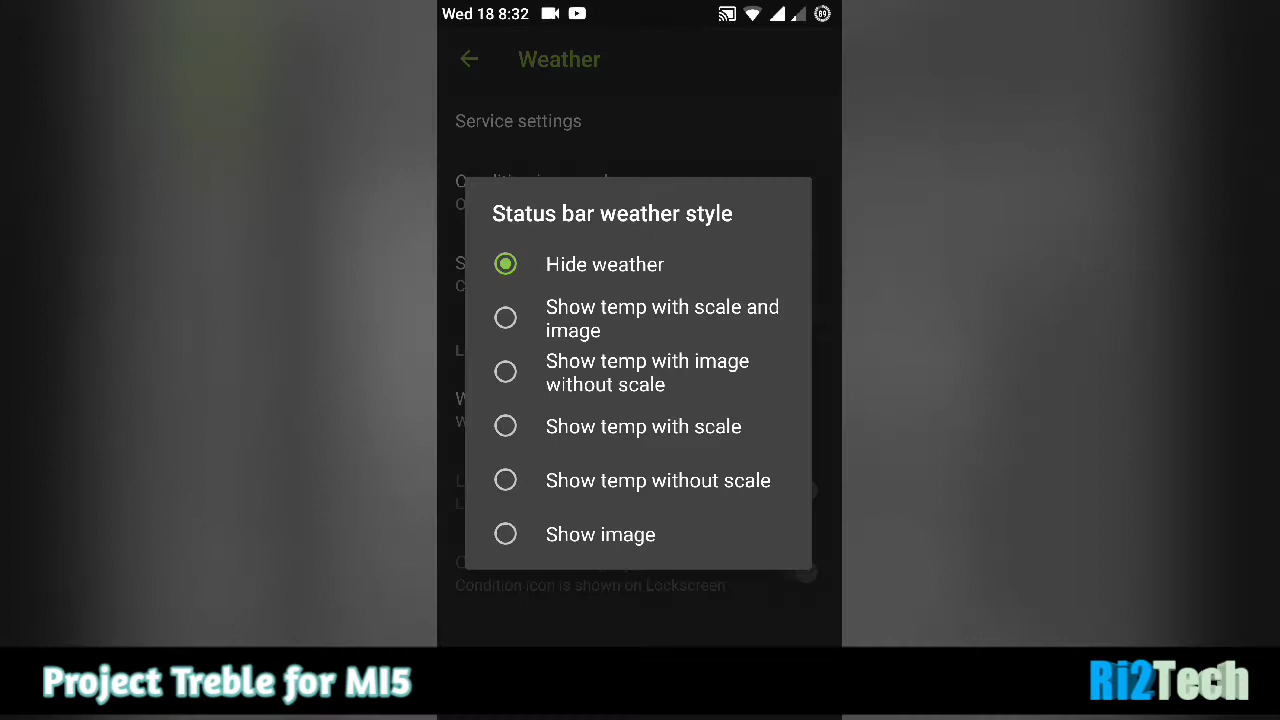 Wed 18 8:32
89
Weather
Service settings
Status bar weather style
Hide weather
Show temp with scale and
image
Show temp with image
without scale
Show temp with scale
Show temp without scale
Show image
Condition icon is shown on Lockscreen
Project Treble for MI5
Ri2Tech